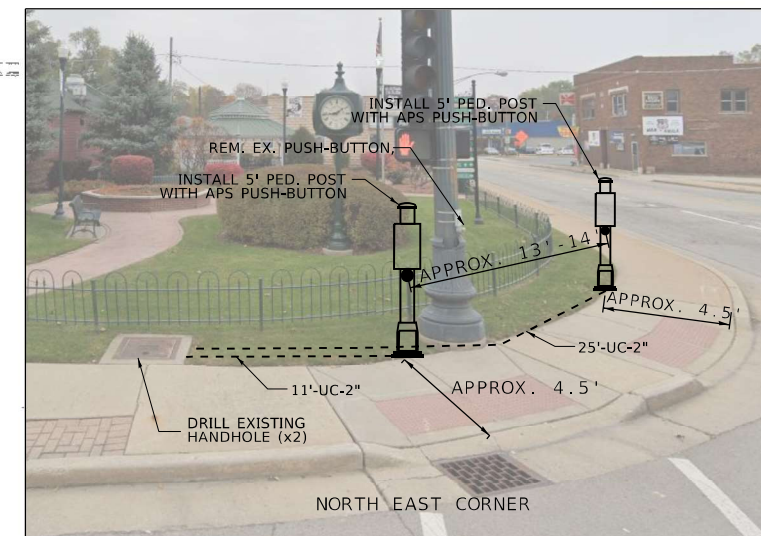 INSTALL 5' PED. POST
WITH APS PUSH-BUTTON
REM. EX. PUSH-BUTTON
INSTALL 5' PED. POST
WITH APS PUSH-BUTTON
APPROX. 13'-14'
APPROX. 4.5'
25'-UC-2"
11'-UC-2"
APPROX. 4.5'
DRILL EXISTING
HANDHOLE (x2)
NORTH EAST CORNER